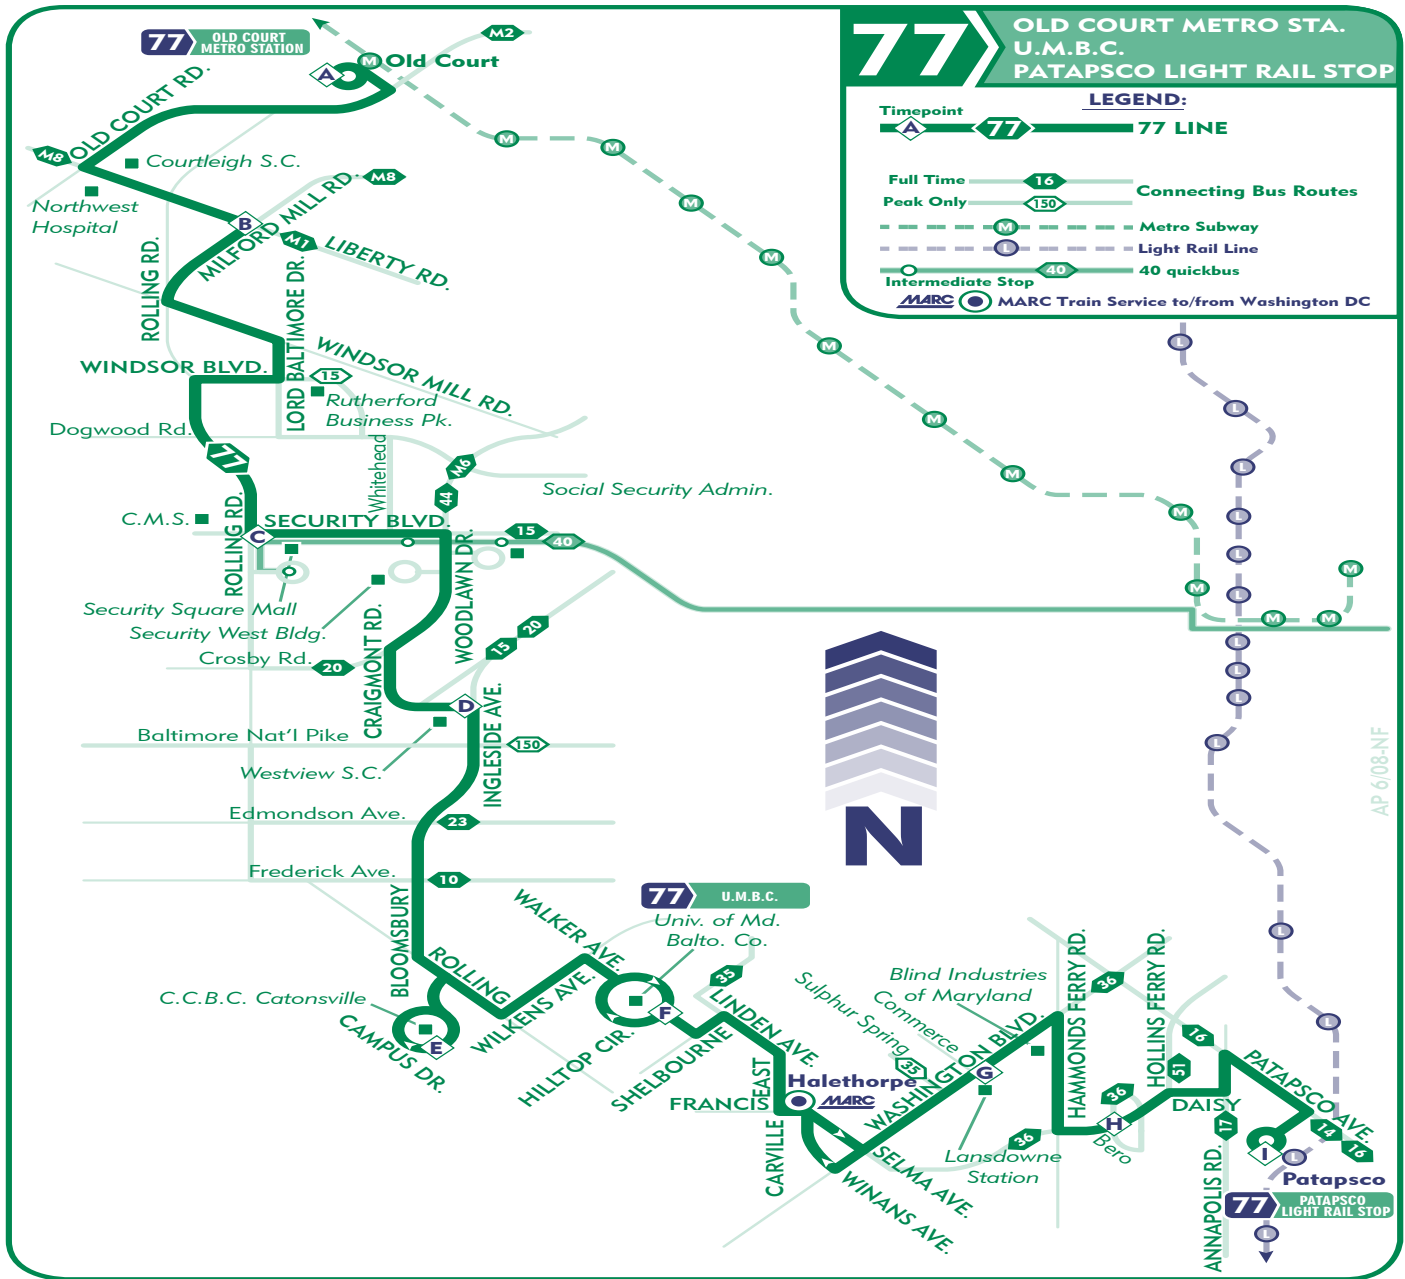 77 OLD COURT
METRO STATION
M2
M Old Court
A
OLD COURT RD.
M8
Courtleigh S.C.
Northwest
Hospital
MILFORD MILL RD.
M8
B
M1
LIBERTY RD.
ROLLING RD.
LORD BALTIMORE DR.
WINDSOR MILL RD.
WINDSOR BLVD.
15
Rutherford
Business Pk.
Dogwood Rd.
77
Whitehead
M6
44
Social Security Admin.
C.M.S.
ROLLING RD.
C
SECURITY BLVD.
15
40
WOODLAWN DR.
Security Square Mall
Security West Bldg.
CRAIGMONT RD.
Crosby Rd.
20
15
20
D
INGLESIDE AVE.
Baltimore Nat'l Pike
150
Westview S.C.
Edmondson Ave.
23
Frederick Ave.
10
BLOOMSBURY
ROLLING
C.C.B.C. Catonsville
E
CAMPUS DR.
WILKENS AVE.
WALKER AVE.
77 U.M.B.C.
Univ. of Md.
Balto. Co.
F
HILLTOP CIR.
SHELBOURNE
35
LINDEN AVE.
EAST
FRANCIS
Halethorpe
MARC
CARVILLE
SELMA AVE.
WINANS AVE.
WASHINGTON BLVD.
Sulphur Spring
35
Commerce
G
Blind Industries
of Maryland
Lansdowne
Station
36
HAMMONDS FERRY RD.
36
36
H
Bero
HOLLINS FERRY RD.
16
51
DAISY
17
ANNAPOLIS RD.
PATAPSCO AVE.
14
16
I
L
Patapsco
77 PATAPSCO
LIGHT RAIL STOP
L
M
M
M
M
M
M
M
M
M
M
M
M
L
L
L
L
L
L
L
L
L
L
L
L
N
AP 6/08-NF
77
OLD COURT METRO STA.
U.M.B.C.
PATAPSCO LIGHT RAIL STOP
LEGEND:
Timepoint
A 77 77 LINE
Full Time 16
Peak Only 150
Connecting Bus Routes
M Metro Subway
L Light Rail Line
40 40 quickbus
Intermediate Stop
MARC MARC Train Service to/from Washington DC